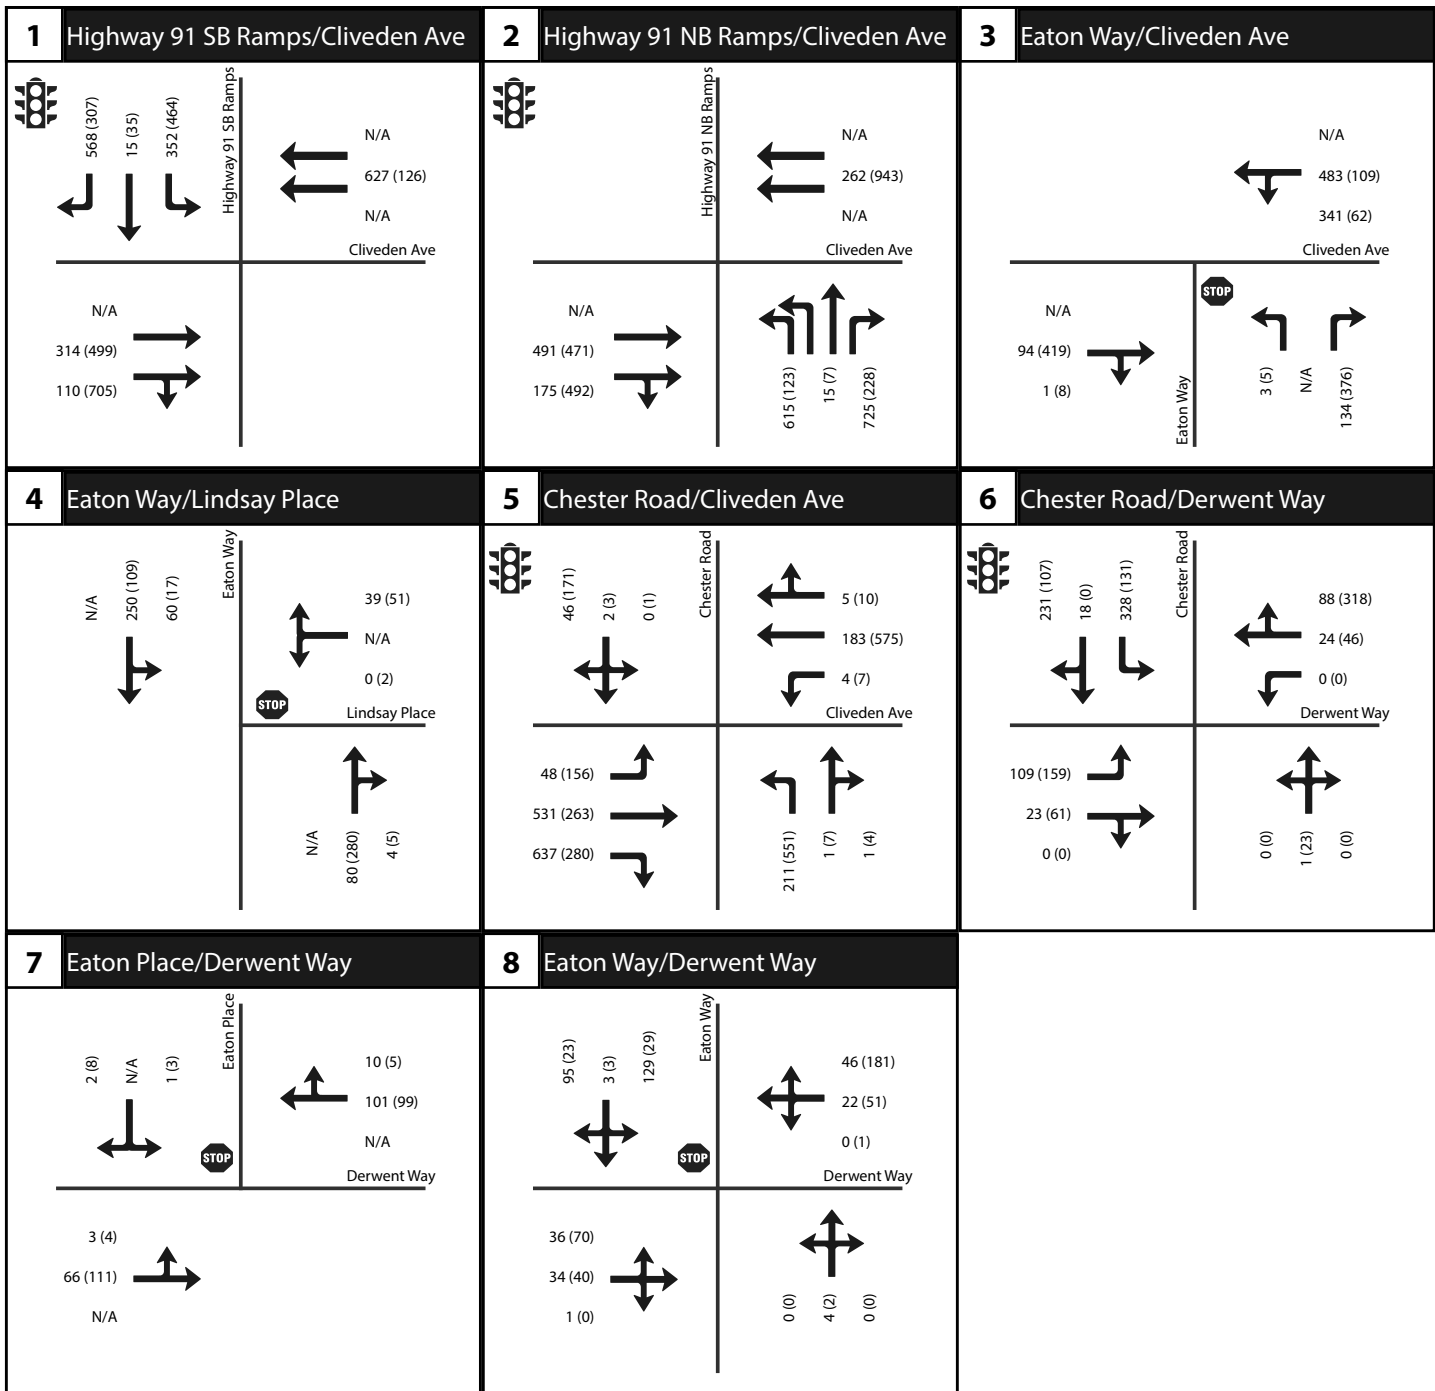 1 Highway 91 SB Ramps/Cliveden Ave
568 (307)
15 (35)
352 (464)
Highway 91 SB Ramps
N/A
627 (126)
N/A
Cliveden Ave
N/A
314 (499)
110 (705)
2 Highway 91 NB Ramps/Cliveden Ave
Highway 91 NB Ramps
N/A
262 (943)
N/A
Cliveden Ave
N/A
491 (471)
175 (492)
615 (123)
15 (7)
725 (228)
3 Eaton Way/Cliveden Ave
N/A
483 (109)
341 (62)
Cliveden Ave
STOP
N/A
94 (419)
1 (8)
Eaton Way
3 (5)
N/A
134 (376)
4 Eaton Way/Lindsay Place
N/A
250 (109)
60 (17)
Eaton Way
39 (51)
N/A
0 (2)
STOP
Lindsay Place
N/A
80 (280)
4 (5)
5 Chester Road/Cliveden Ave
46 (171)
2 (3)
0 (1)
Chester Road
5 (10)
183 (575)
4 (7)
Cliveden Ave
48 (156)
531 (263)
637 (280)
211 (551)
1 (7)
1 (4)
6 Chester Road/Derwent Way
231 (107)
18 (0)
328 (131)
Chester Road
88 (318)
24 (46)
0 (0)
Derwent Way
109 (159)
23 (61)
0 (0)
0 (0)
1 (23)
0 (0)
7 Eaton Place/Derwent Way
2 (8)
N/A
1 (3)
Eaton Place
10 (5)
101 (99)
N/A
STOP
Derwent Way
3 (4)
66 (111)
N/A
8 Eaton Way/Derwent Way
95 (23)
3 (3)
129 (29)
Eaton Way
46 (181)
22 (51)
0 (1)
STOP
Derwent Way
36 (70)
34 (40)
1 (0)
0 (0)
4 (2)
0 (0)